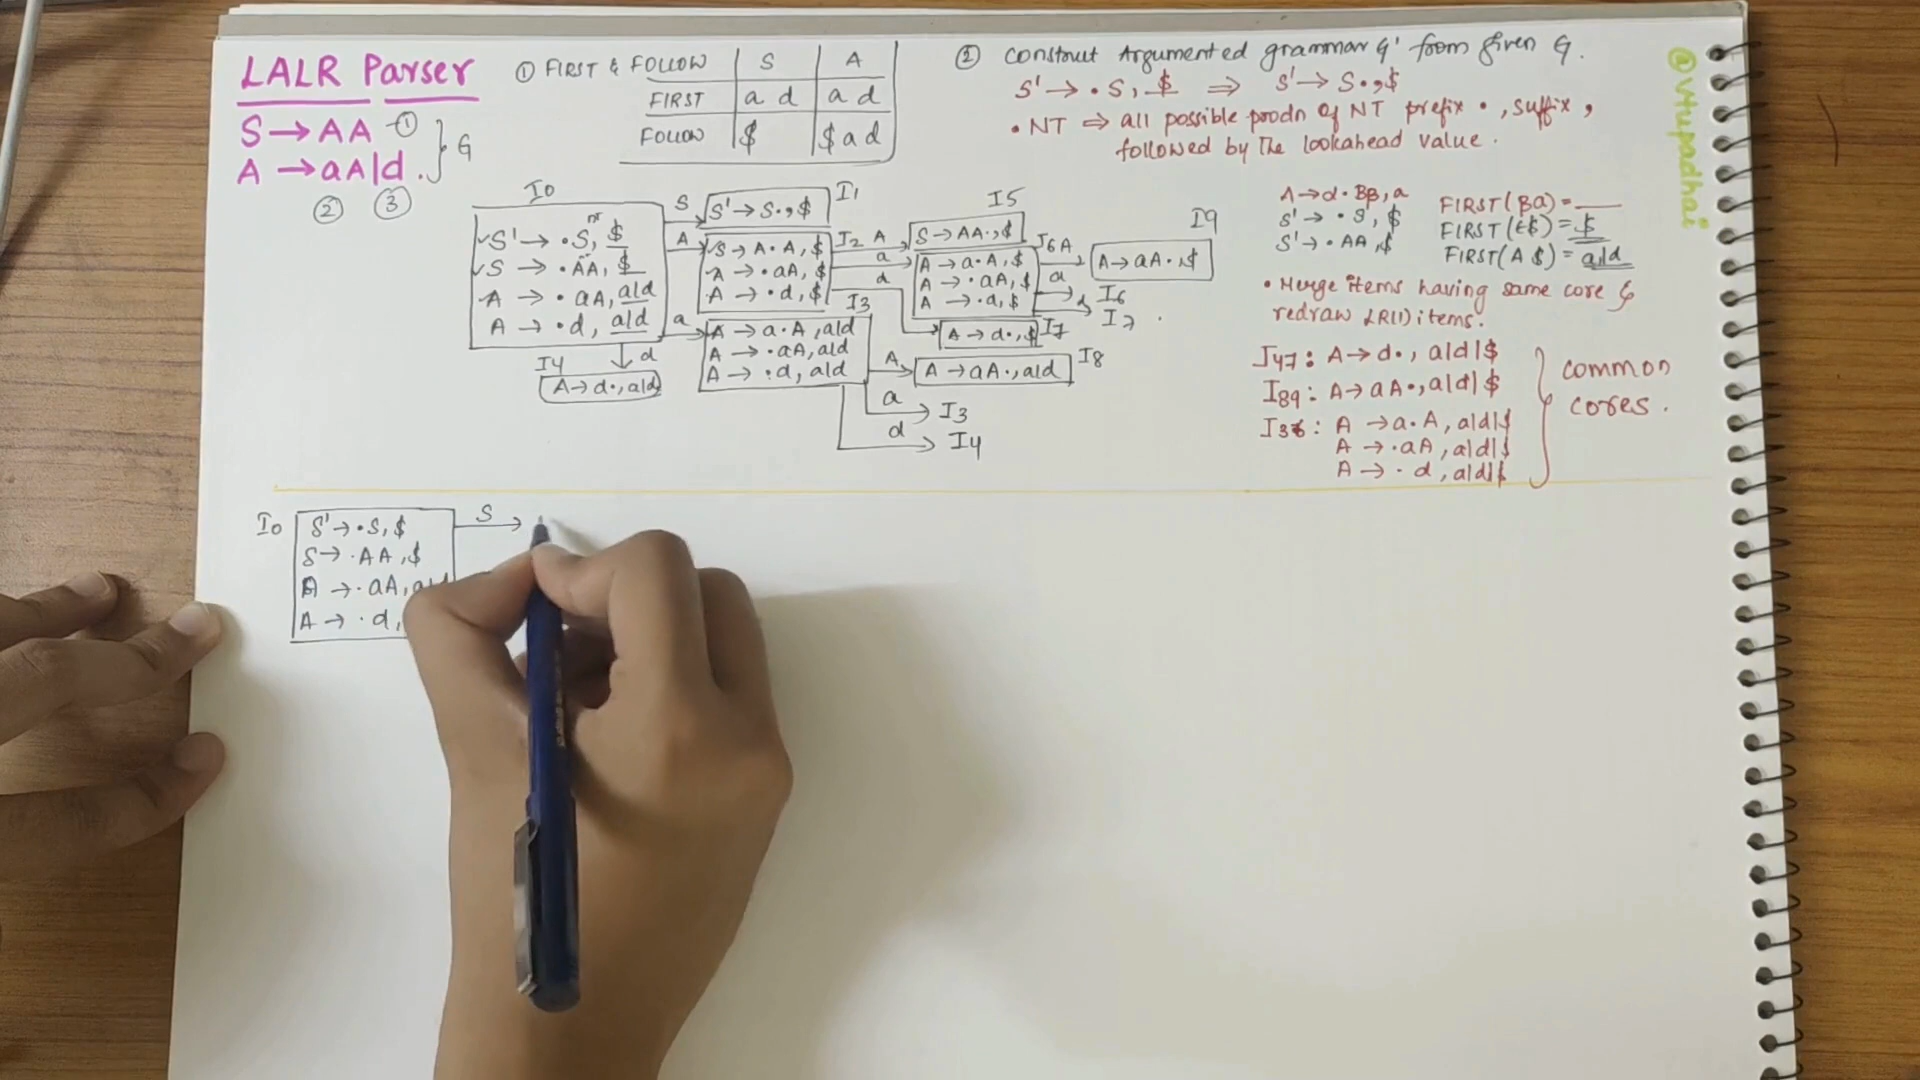 LALR Parser
S → AA - ①
A → aA|d. } G
② ③
① FIRST & FOLLOW | S | A
FIRST | a d | a d
FOLLOW | $ | $ a d
② Construct Argumented grammar G' from given G.
S' → •S, $ ⇒ S' → S•, $
• NT ⇒ all possible prodn of NT prefix • , suffix ,
followed by the lookahead value.
@Vtupadhai
I0
S' → •S, $
S → •AA, $
A → •aA, a|d
A → •d, a|d
S
S' → S•, $
I1
A
S → A•A, $
A → •aA, $
A → •d, $
I2
A
S → AA•, $
I5
a
A → a•A, $
A → •aA, $
A → •d, $
I6
A
A → aA•, $
I9
a
I6
d
I7
d
A → d•, $
I7
a
I3
A → a•A, a|d
A → •aA, a|d
A → •d, a|d
A
A → aA•, a|d
I8
a
I3
d
I4
I4
d
A → d•, a|d
A → α•Bβ, a
S' → •S', $
S' → •AA, $
FIRST(βa) = ___
FIRST(ε$) = $
FIRST(A $) = a|d
• Merge items having same core &
redraw LR(1) items.
I47 : A → d•, a|d|$
I89 : A → aA•, a|d|$
I36 : A → a•A, a|d|$
A → •aA, a|d|$
A → •d, a|d|$
common
cores.
I0
S' → •S, $
S → •AA, $
A → •aA, a|d
A → •d,
S